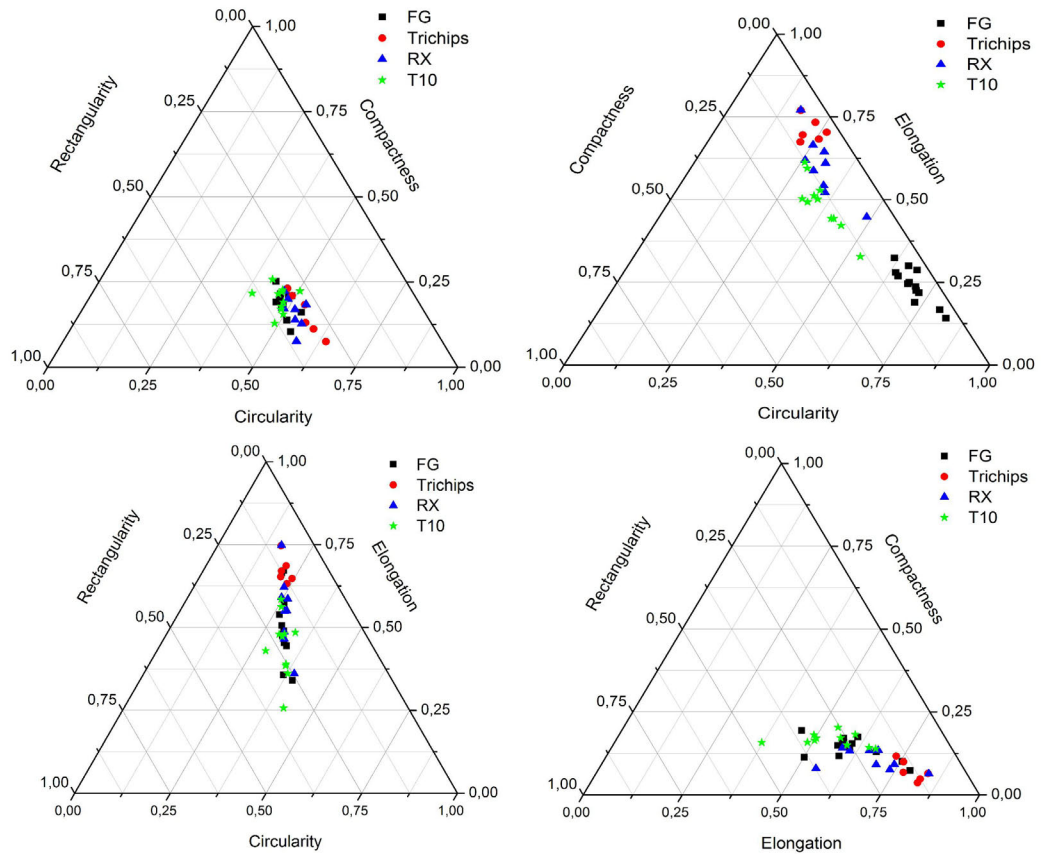 0,00
1,00
FG
Trichips
RX
T10
Rectangularity
Compactness
0,25
0,75
0,50
0,50
0,75
0,25
1,00
0,00
0,00
0,25
0,50
0,75
1,00
Circularity
0,00
1,00
FG
Trichips
RX
T10
Compactness
Elongation
0,25
0,75
0,50
0,50
0,75
0,25
1,00
0,00
0,00
0,25
0,50
0,75
1,00
Circularity
0,00
1,00
FG
Trichips
RX
T10
Rectangularity
Elongation
0,25
0,75
0,50
0,50
0,75
0,25
1,00
0,00
0,00
0,25
0,50
0,75
1,00
Circularity
0,00
1,00
FG
Trichips
RX
T10
Rectangularity
Compactness
0,25
0,75
0,50
0,50
0,75
0,25
1,00
0,00
0,00
0,25
0,50
0,75
1,00
Elongation